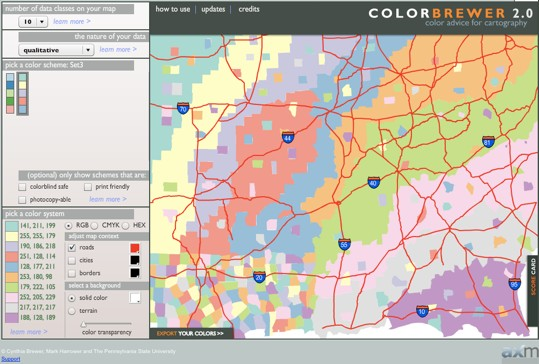 number of data classes on your map
10
learn more >
how to use
updates
credits
COLORBREWER 2.0
color advice for cartography
the nature of your data
qualitative
learn more >
pick a color scheme: Set3
(optional) only show schemes that are:
colorblind safe
print friendly
photocopy-able
learn more >
pick a color system
141, 211, 199
255, 255, 179
190, 186, 218
251, 128, 114
128, 177, 211
253, 180, 98
179, 222, 105
252, 205, 229
217, 217, 217
188, 128, 189
learn more >
RGB
CMYK
HEX
adjust map context
roads
cities
borders
select a background
solid color
terrain
color transparency
70
44
81
40
55
20
95
10
SCORE CARD
EXPORT YOUR COLORS >>
© Cynthia Brewer, Mark Harrower and The Pennsylvania State University
Support
axm